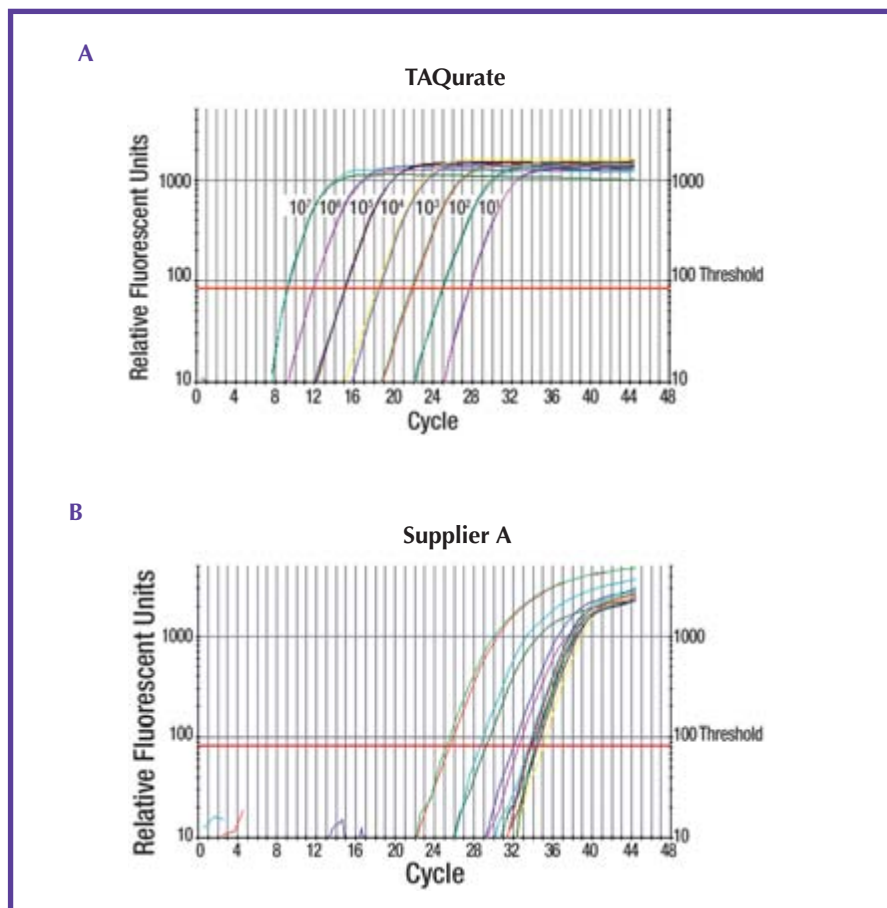 A
TAQurate
Relative Fluorescent Units
1000
100
10
10⁷ 10⁶ 10⁵ 10⁴ 10³ 10² 10¹
1000
100 Threshold
10
0 4 8 12 16 20 24 28 32 36 40 44 48
Cycle
B
Supplier A
Relative Fluorescent Units
1000
100
10
1000
100 Threshold
10
0 4 8 12 16 20 24 28 32 36 40 44 48
Cycle